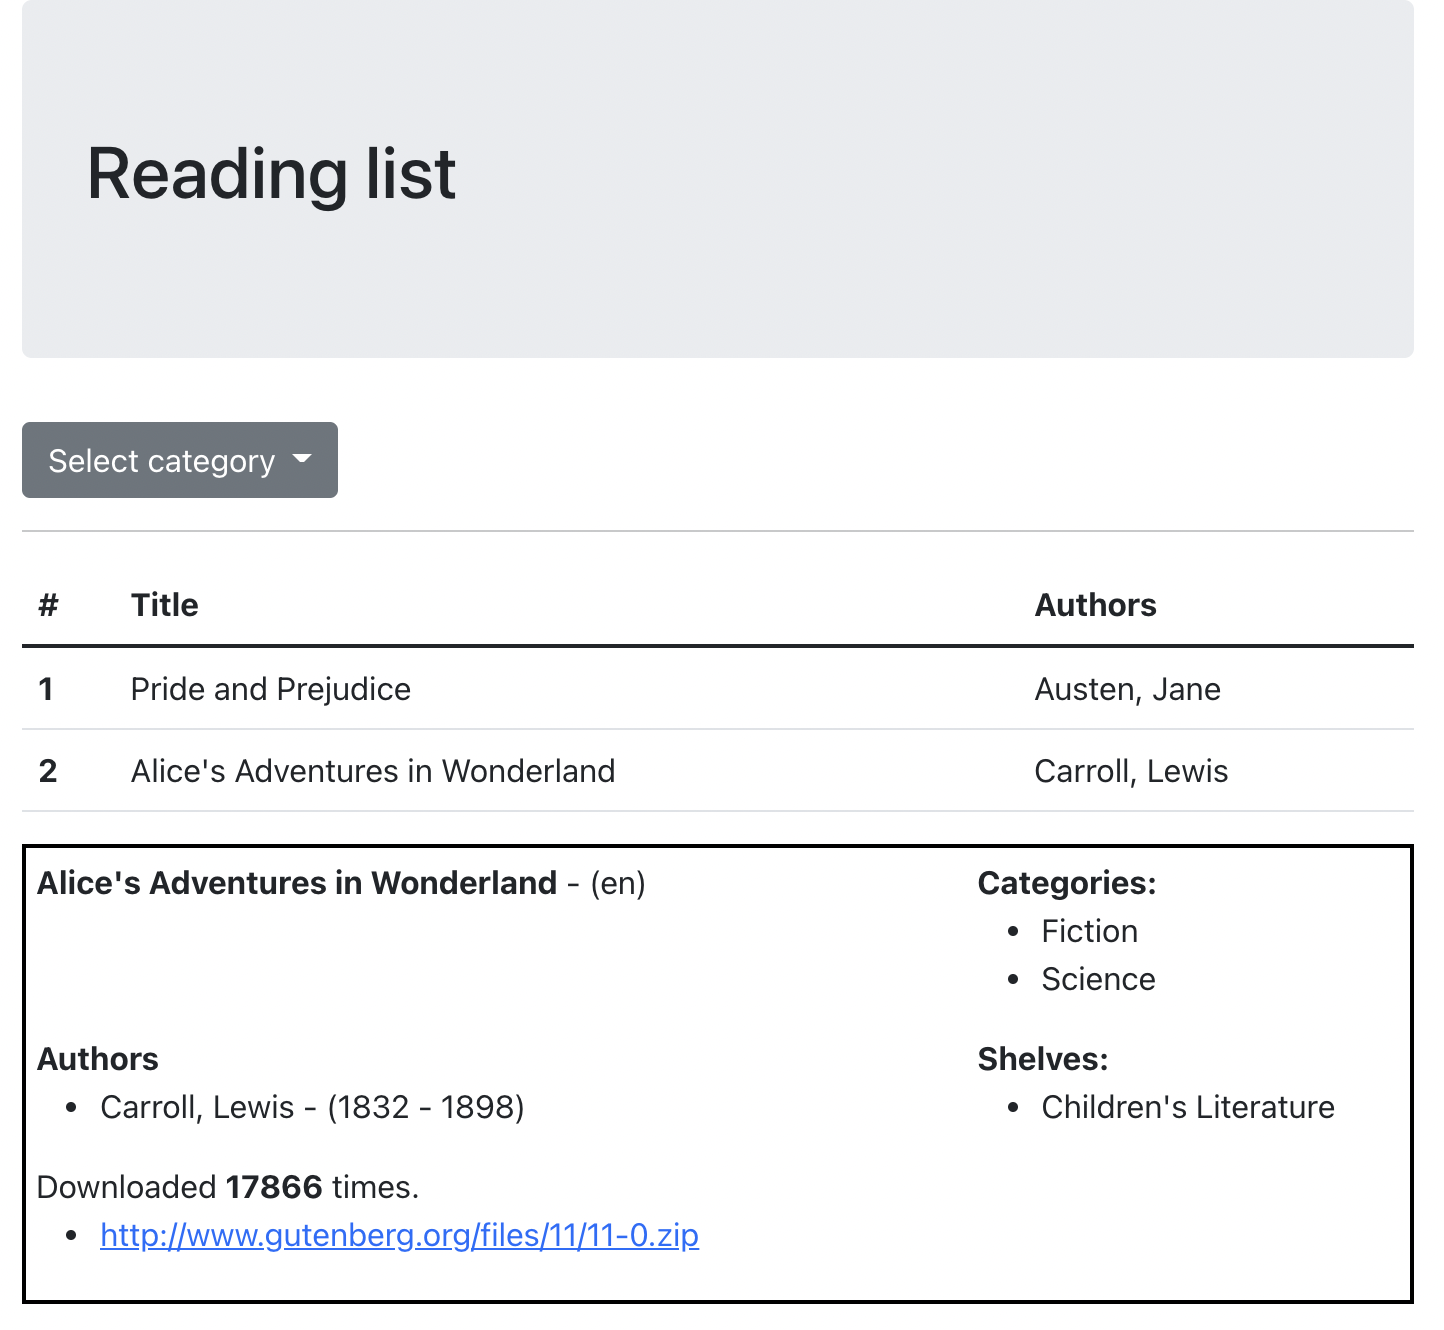 Reading list
Select category
# Title Authors
1 Pride and Prejudice Austen, Jane
2 Alice's Adventures in Wonderland Carroll, Lewis
Alice's Adventures in Wonderland - (en)
Categories:
• Fiction
• Science
Authors
• Carroll, Lewis - (1832 - 1898)
Shelves:
• Children's Literature
Downloaded 17866 times.
• http://www.gutenberg.org/files/11/11-0.zip